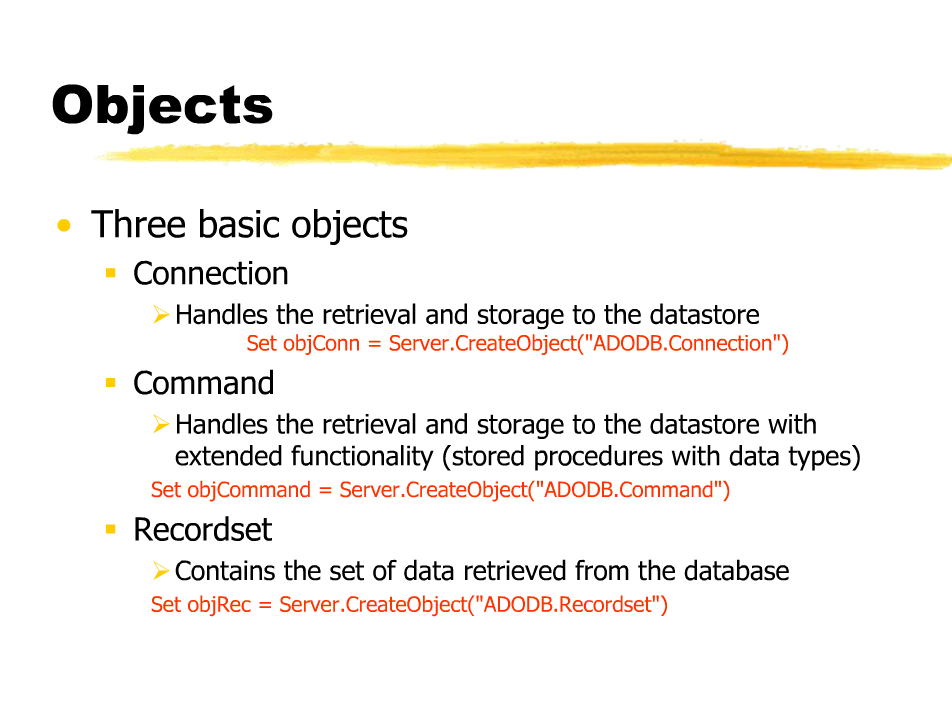 Objects
Three basic objects
Connection
Handles the retrieval and storage to the datastore
Set objConn = Server.CreateObject("ADODB.Connection")
Command
Handles the retrieval and storage to the datastore with
extended functionality (stored procedures with data types)
Set objCommand = Server.CreateObject("ADODB.Command")
Recordset
Contains the set of data retrieved from the database
Set objRec = Server.CreateObject("ADODB.Recordset")